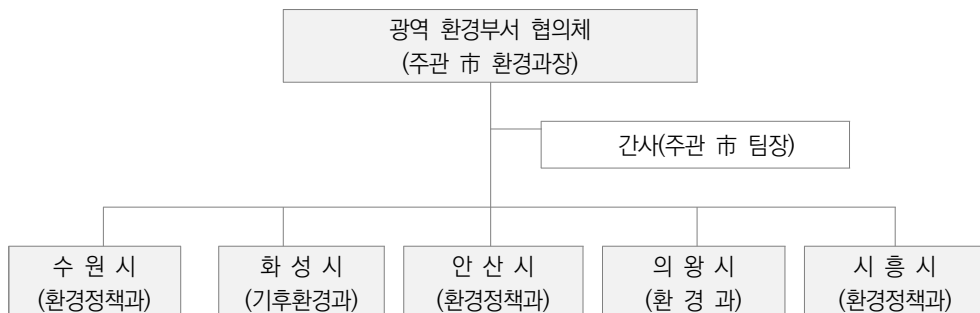 광역 환경부서 협의체
(주관 市 환경과장)
간사(주관 市 팀장)
수 원 시
(환경정책과)
화 성 시
(기후환경과)
안 산 시
(환경정책과)
의 왕 시
(환 경 과)
시 흥 시
(환경정책과)